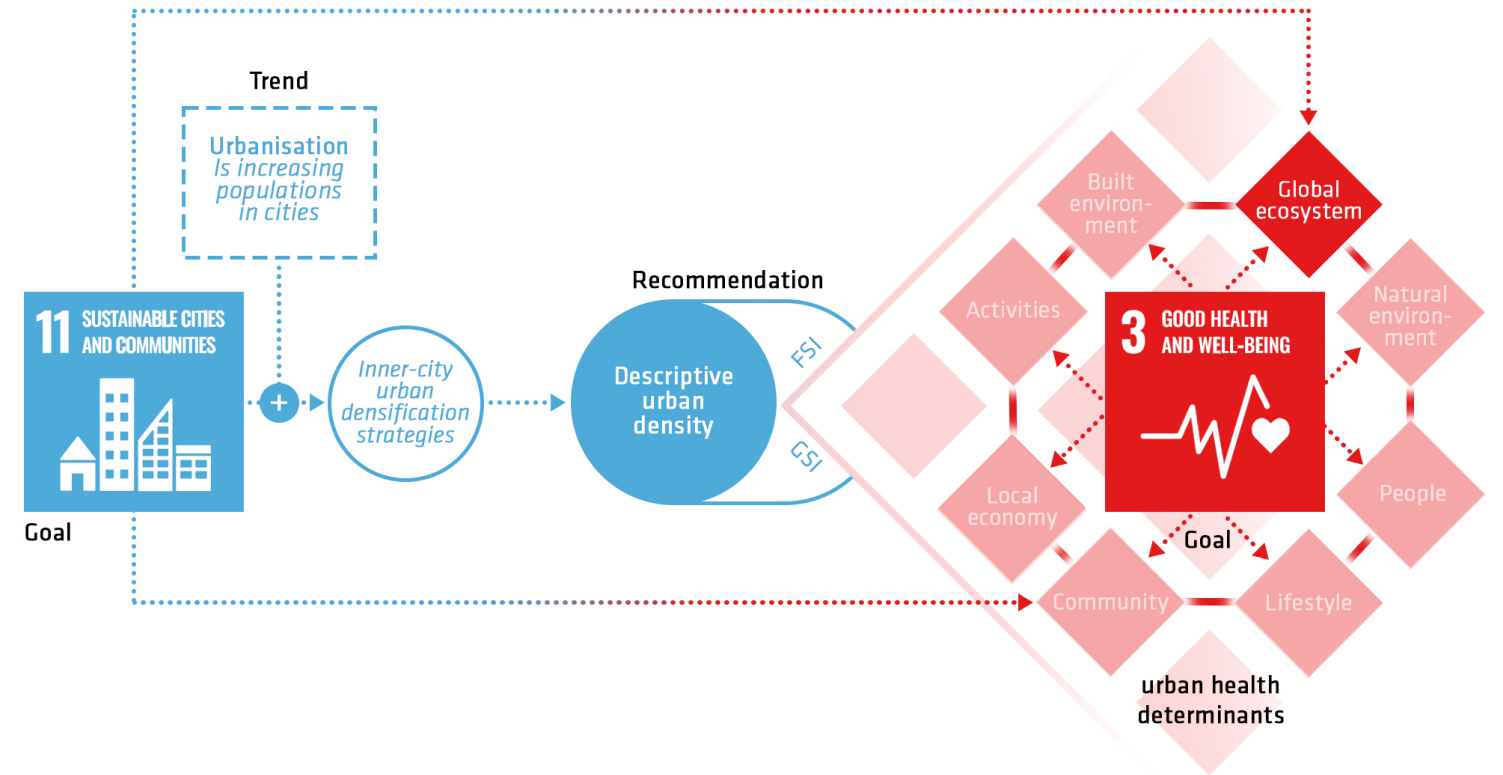 Trend
Urbanisation
Is increasing
populations
in cities
11 SUSTAINABLE CITIES
AND COMMUNITIES
Goal
+
Inner-city
urban
densification
strategies
Recommendation
Descriptive
urban
density
FSI
GSI
Built
environ-
ment
Global
ecosystem
Activities
Natural
environ-
ment
3 GOOD HEALTH
AND WELL-BEING
Local
economy
People
Goal
Community
Lifestyle
urban health
determinants